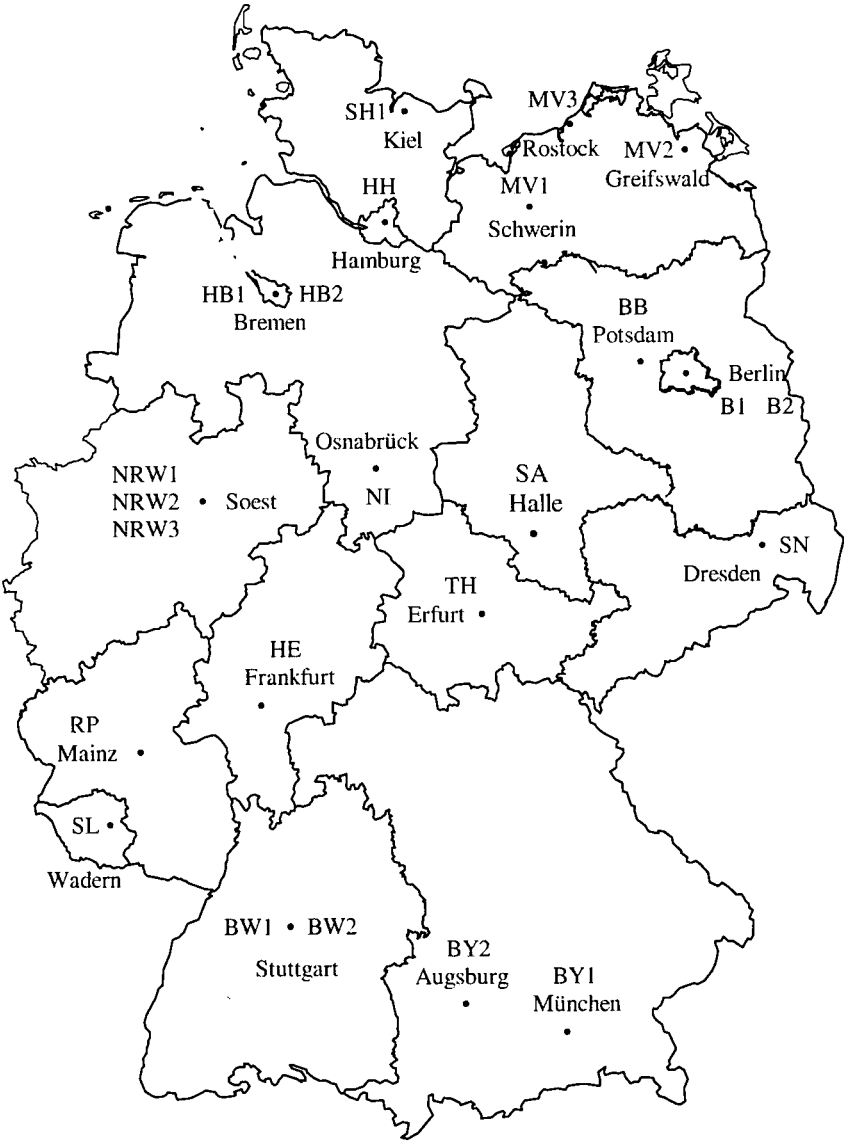 MV3
SH1
Kiel
Rostock
MV2
Greifswald
HH
MV1
Schwerin
Hamburg
HB1 HB2
Bremen
BB
Potsdam
Berlin
B1 B2
Osnabrück
NI
NRW1
NRW2
NRW3
Soest
SA
Halle
SN
Dresden
TH
Erfurt
HE
Frankfurt
RP
Mainz
SL
Wadern
BW1 BW2
Stuttgart
BY2
Augsburg
BY1
München